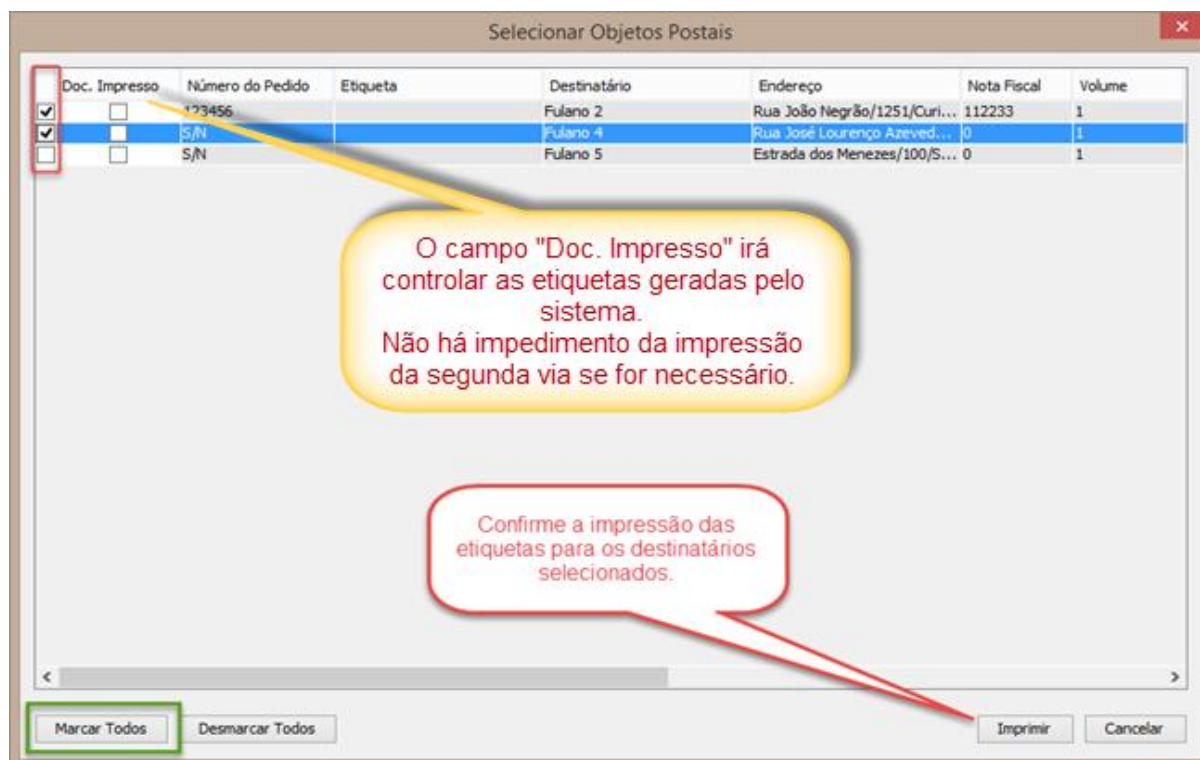 Selecionar Objetos Postais
Doc. Impresso Número do Pedido Etiqueta Destinatário Endereço Nota Fiscal Volume
123456 Fulano 2 Rua João Negrão/1251/Curi... 112233 1
S/N Fulano 4 Rua José Lourenço Azeved... 0 1
S/N Fulano 5 Estrada dos Menezes/100/S... 0 1
O campo "Doc. Impresso" irá
controlar as etiquetas geradas pelo
sistema.
Não há impedimento da impressão
da segunda via se for necessário.
Confirme a impressão das
etiquetas para os destinatários
selecionados.
Marcar Todos Desmarcar Todos Imprimir Cancelar